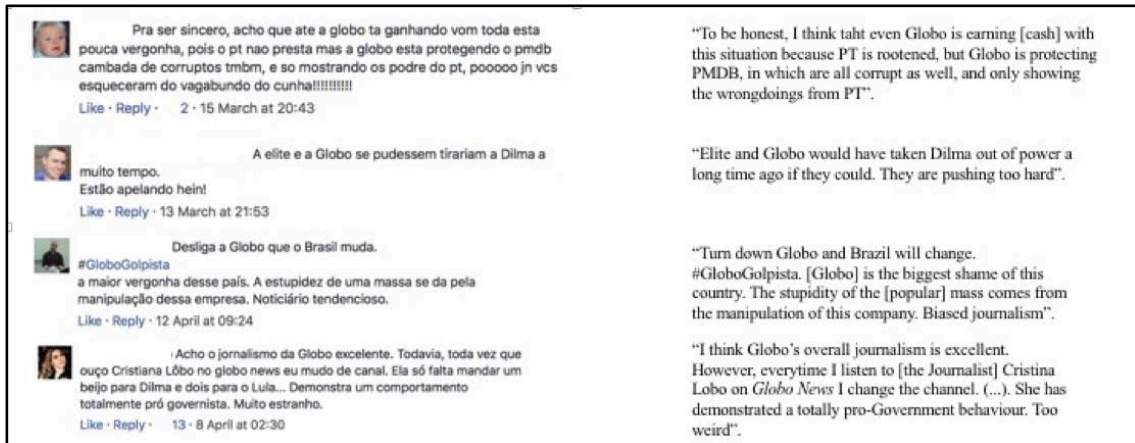 Pra ser sincero, acho que ate a globo ta ganhando vom toda esta
pouca vergonha, pois o pt nao presta mas a globo esta protegendo o pmdb
cambada de corruptos tmbm, e so mostrando os podre do pt, pooooo jn vcs
esqueceram do vagabundo do cunha!!!!!!!!!!
Like · Reply · 2 · 15 March at 20:43
“To be honest, I think taht even Globo is earning [cash] with
this situation because PT is rootened, but Globo is protecting
PMDB, in which are all corrupt as well, and only showing
the wrongdoings from PT”.
A elite e a Globo se pudessem tirariam a Dilma a
muito tempo.
Estão apelando hein!
Like · Reply · 13 March at 21:53
“Elite and Globo would have taken Dilma out of power a
long time ago if they could. They are pushing too hard”.
Desliga a Globo que o Brasil muda.
#GloboGolpista
a maior vergonha desse país. A estupidez de uma massa se da pela
manipulação dessa empresa. Noticiário tendencioso.
Like · Reply · 12 April at 09:24
“Turn down Globo and Brazil will change.
#GloboGolpista. [Globo] is the biggest shame of this
country. The stupidity of the [popular] mass comes from
the manipulation of this company. Biased journalism”.
Acho o jornalismo da Globo excelente. Todavia, toda vez que
ouço Cristiana Lôbo no globo news eu mudo de canal. Ela só falta mandar um
beijo para Dilma e dois para o Lula... Demonstra um comportamento
totalmente pró governista. Muito estranho.
Like · Reply · 13 · 8 April at 02:30
“I think Globo’s overall journalism is excellent.
However, everytime I listen to [the Journalist] Cristina
Lobo on Globo News I change the channel. (...). She has
demonstrated a totally pro-Government behaviour. Too
weird”.